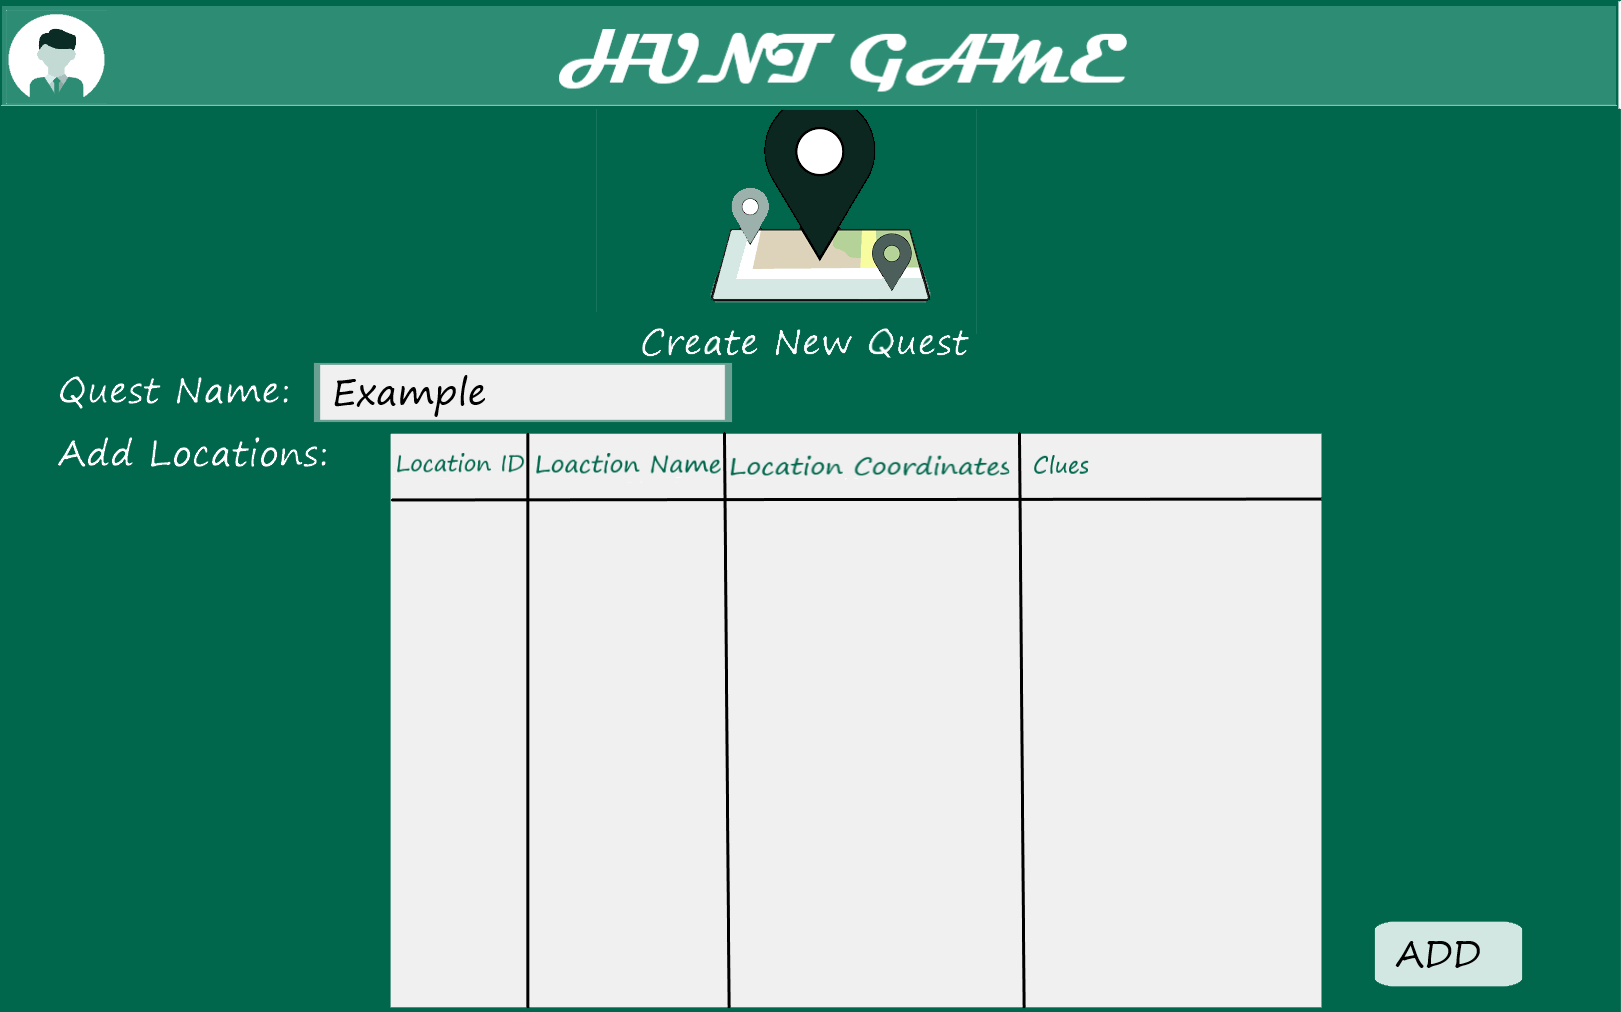 HUNT GAME
Create New Quest
Quest Name: Example
Add Locations:
Location ID Loaction Name Location Coordinates Clues
ADD